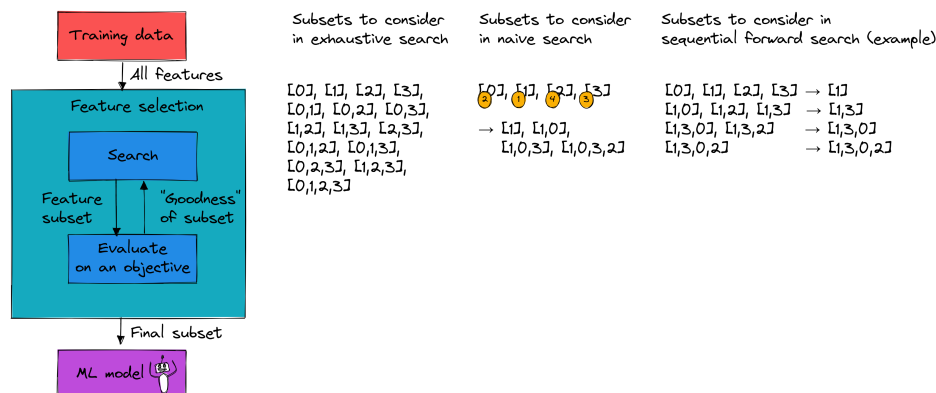 Training data
All features
Feature selection
Search
Feature
subset
"Goodness"
of subset
Evaluate
on an objective
Final subset
ML model
Subsets to consider
in exhaustive search
[0], [1], [2], [3],
[0,1], [0,2], [0,3],
[1,2], [1,3], [2,3],
[0,1,2], [0,1,3],
[0,2,3], [1,2,3],
[0,1,2,3]
Subsets to consider
in naive search
[0], [1], [2], [3]
2 1 4 3
→ [1], [1,0],
[1,0,3], [1,0,3,2]
Subsets to consider in
sequential forward search (example)
[0], [1], [2], [3] → [1]
[1,0], [1,2], [1,3] → [1,3]
[1,3,0], [1,3,2] → [1,3,0]
[1,3,0,2] → [1,3,0,2]